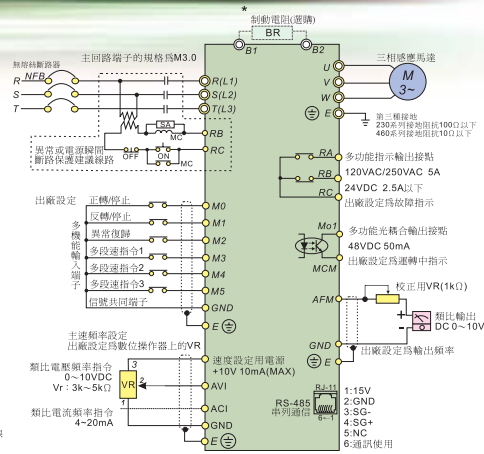 *
制動電阻(選購)
BR
B1
B2
主回路端子的規格爲M3.0
無熔絲斷路器
NFB
R
S
T
R(L1)
S(L2)
T(L3)
SA
MC
RB
RC
OFF
ON
MC
異常或電源瞬間
斷路保護建議線路
U
V
W
E
三相感應馬達
M
3~
第三種接地
230系列接地阻抗100Ω以下
460系列接地阻抗10Ω以下
RA
RB
RC
多功能指示輸出接點
120VAC/250VAC 5A
24VDC 2.5A以下
出廠設定爲故障指示
出廠設定
多機能輸入端子
正轉/停止
M0
反轉/停止
M1
異常復歸
M2
多段速指令1
M3
多段速指令2
M4
多段速指令3
M5
信號共同端子
GND
E
Mo1
MCM
多功能光耦合輸出接點
48VDC 50mA
出廠設定爲運轉中指示
AFM
校正用VR(1kΩ)
+
-
類比輸出
DC 0~10V
GND
E
出廠設定爲輸出頻率
主速頻率設定
出廠設定爲數位操作器上的VR
類比電壓頻率指令
0~10VDC
Vr：3k~5kΩ
VR
3
2
1
速度設定用電源
+10V 10mA(MAX)
AVI
類比電流頻率指令
4~20mA
ACI
GND
E
RS-485
串列通信
RJ-11
6←1
1:15V
2:GND
3:SG-
4:SG+
5:NC
6:通訊使用
線